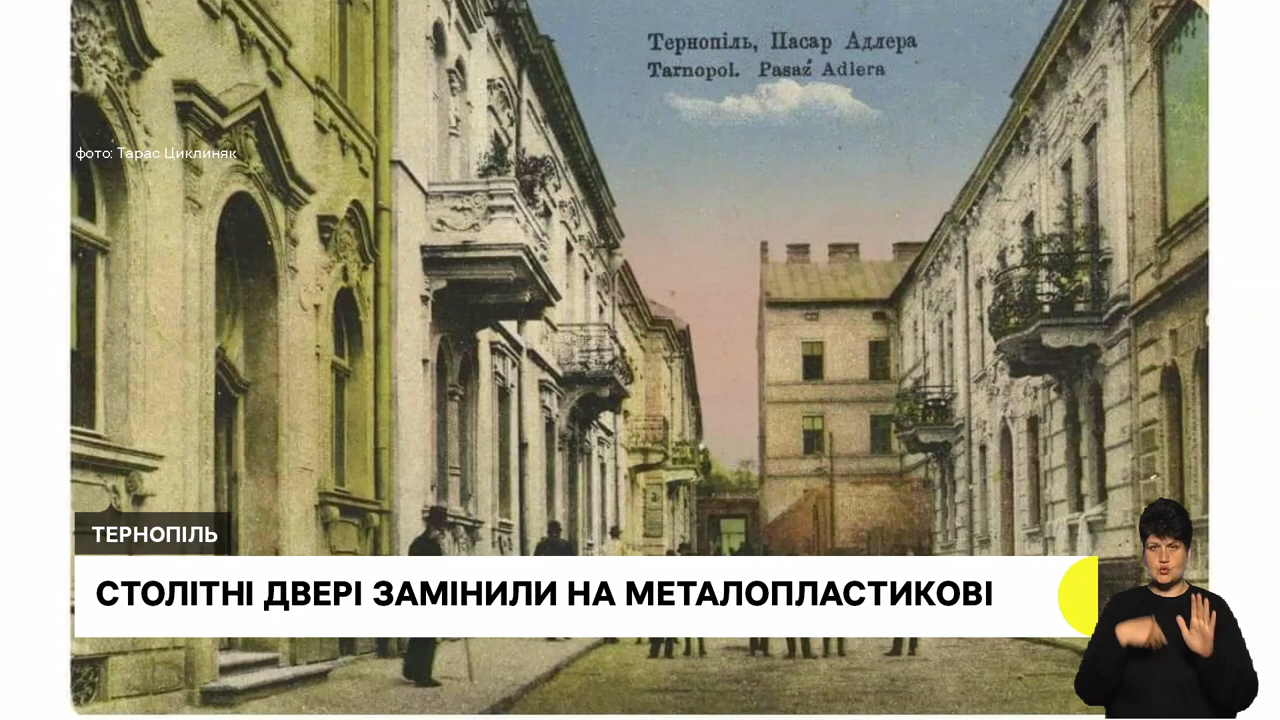 Тернопіль, Пасар Адлера
Tarnopol. Pasaż Adlera
фото: Тарас Циклиняк
ТЕРНОПІЛЬ
СТОЛІТНІ ДВЕРІ ЗАМІНИЛИ НА МЕТАЛОПЛАСТИКОВІ